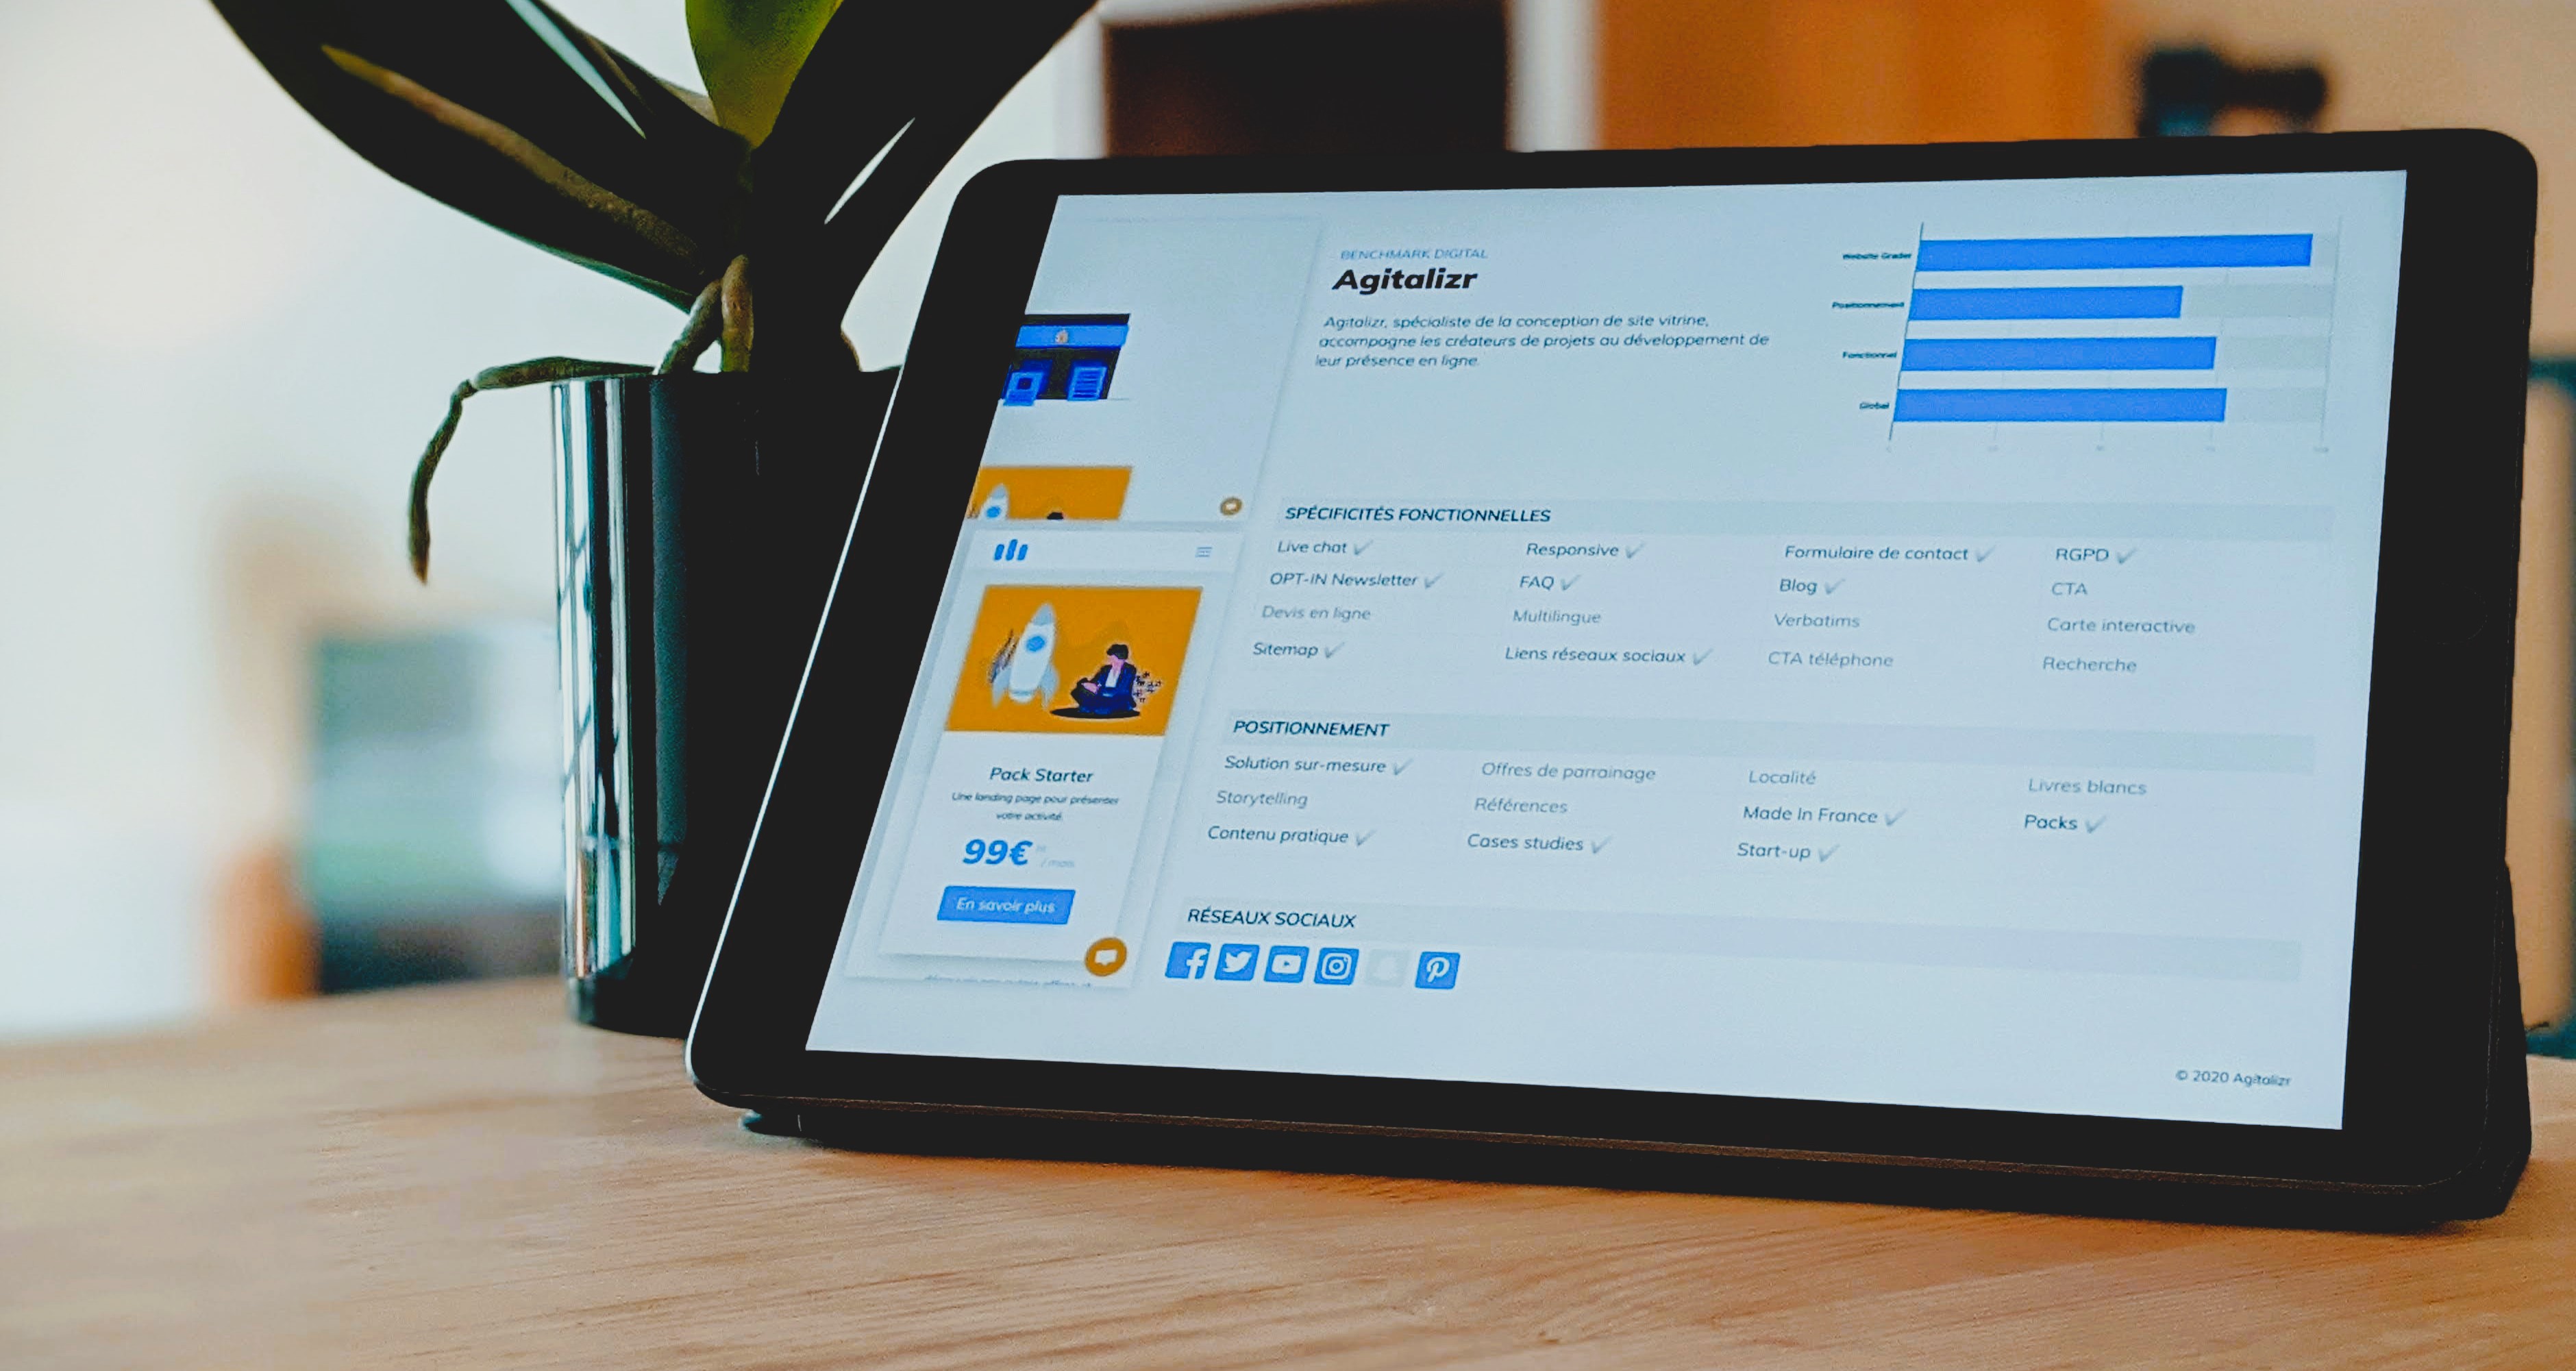 BENCHMARK DIGITAL
Agitalizr
Agitalizr, spécialiste de la conception de site vitrine,
accompagne les créateurs de projets au développement de
leur présence en ligne.
Website Grader
Positionnement
Fonctionnel
Global
SPÉCIFICITÉS FONCTIONNELLES
Live chat ✓ Responsive ✓ Formulaire de contact ✓ RGPD ✓
OPT-IN Newsletter ✓ FAQ ✓ Blog ✓ CTA
Devis en ligne Multilingue Verbatims Carte interactive
Sitemap ✓ Liens réseaux sociaux ✓ CTA téléphone Recherche
POSITIONNEMENT
Solution sur-mesure ✓ Offres de parrainage Localité Livres blancs
Storytelling Références Made In France ✓ Packs ✓
Contenu pratique ✓ Cases studies ✓ Start-up ✓
RÉSEAUX SOCIAUX
Pack Starter
Une landing page pour présenter
votre activité.
99€
/ mois
En savoir plus
© 2020 Agitalizr